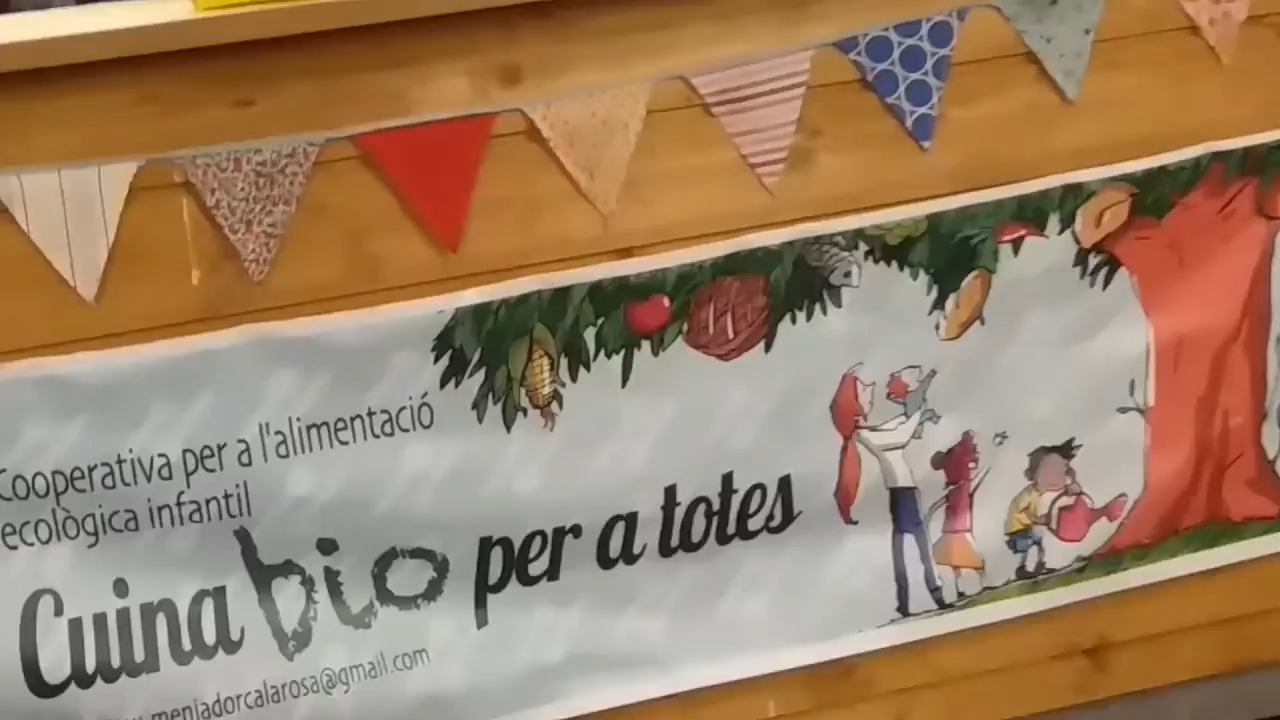 Cooperativa per a l'alimentació
ecològica infantil
Cuina bio per a totes
menjadorcalarosa@gmail.com